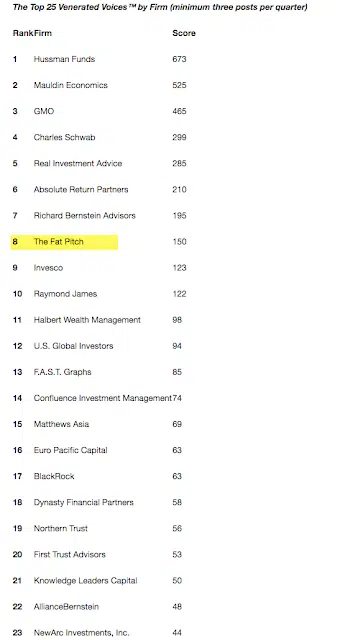 The Top 25 Venerated Voices™ by Firm (minimum three posts per quarter)
RankFirm Score
1 Hussman Funds 673
2 Mauldin Economics 525
3 GMO 465
4 Charles Schwab 299
5 Real Investment Advice 285
6 Absolute Return Partners 210
7 Richard Bernstein Advisors 195
8 The Fat Pitch 150
9 Invesco 123
10 Raymond James 122
11 Halbert Wealth Management 98
12 U.S. Global Investors 94
13 F.A.S.T. Graphs 85
14 Confluence Investment Management74
15 Matthews Asia 69
16 Euro Pacific Capital 63
17 BlackRock 63
18 Dynasty Financial Partners 58
19 Northern Trust 56
20 First Trust Advisors 53
21 Knowledge Leaders Capital 50
22 AllianceBernstein 48
23 NewArc Investments, Inc. 44